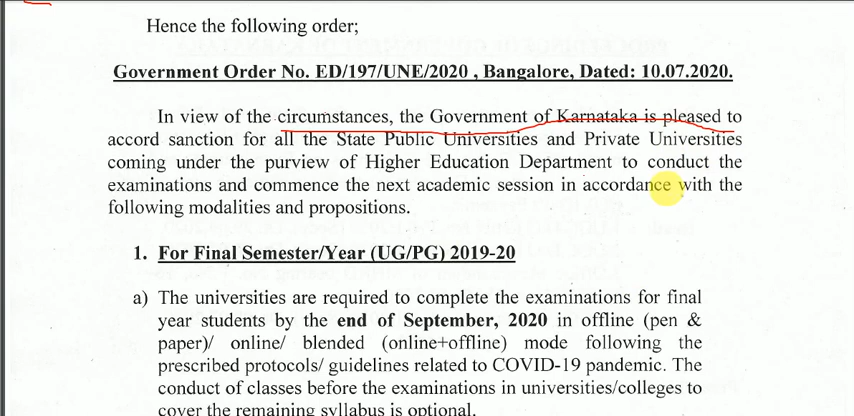 Hence the following order;
Government Order No. ED/197/UNE/2020 , Bangalore, Dated: 10.07.2020.
In view of the circumstances, the Government of Karnataka is pleased to
accord sanction for all the State Public Universities and Private Universities
coming under the purview of Higher Education Department to conduct the
examinations and commence the next academic session in accordance with the
following modalities and propositions.
1. For Final Semester/Year (UG/PG) 2019-20
a) The universities are required to complete the examinations for final
year students by the end of September, 2020 in offline (pen &
paper)/ online/ blended (online+offline) mode following the
prescribed protocols/ guidelines related to COVID-19 pandemic. The
conduct of classes before the examinations in universities/colleges to
cover the remaining syllabus is optional.